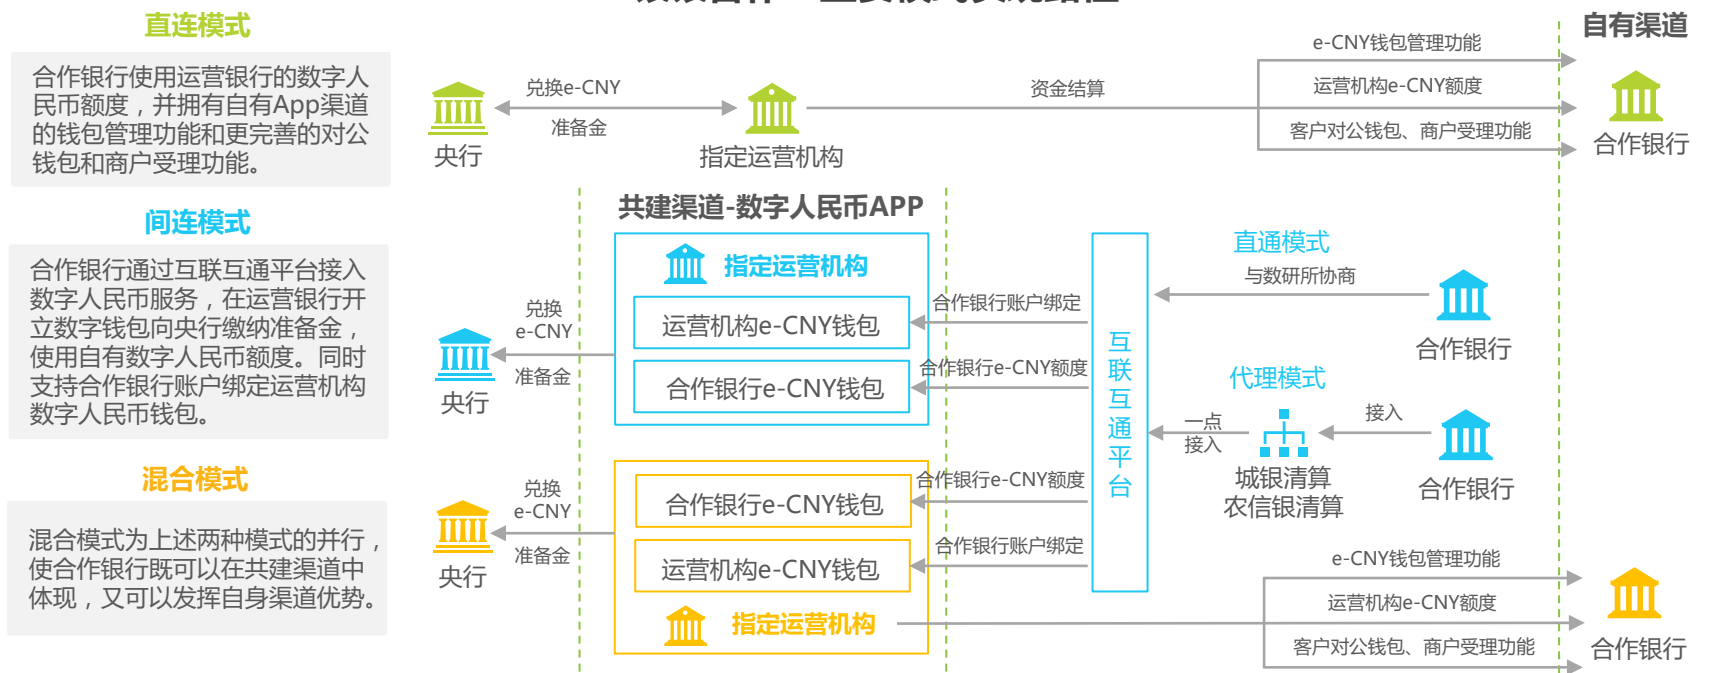 直连模式
合作银行使用运营银行的数字人
民币额度，并拥有自有App渠道
的钱包管理功能和更完善的对公
钱包和商户受理功能。
央行
兑换e-CNY
准备金
指定运营机构
资金结算
e-CNY钱包管理功能
运营机构e-CNY额度
客户对公钱包、商户受理功能
自有渠道
合作银行
间连模式
合作银行通过互联互通平台接入
数字人民币服务，在运营银行开
立数字钱包向央行缴纳准备金，
使用自有数字人民币额度。同时
支持合作银行账户绑定运营机构
数字人民币钱包。
央行
兑换
e-CNY
准备金
共建渠道-数字人民币APP
指定运营机构
运营机构e-CNY钱包
合作银行e-CNY钱包
合作银行账户绑定
合作银行e-CNY额度
互联互通平台
直通模式
与数研所协商
合作银行
代理模式
一点
接入
城银清算
农信银清算
接入
合作银行
混合模式
混合模式为上述两种模式的并行，
使合作银行既可以在共建渠道中
体现，又可以发挥自身渠道优势。
央行
兑换
e-CNY
准备金
合作银行e-CNY钱包
运营机构e-CNY钱包
指定运营机构
合作银行e-CNY额度
合作银行账户绑定
e-CNY钱包管理功能
运营机构e-CNY额度
客户对公钱包、商户受理功能
合作银行